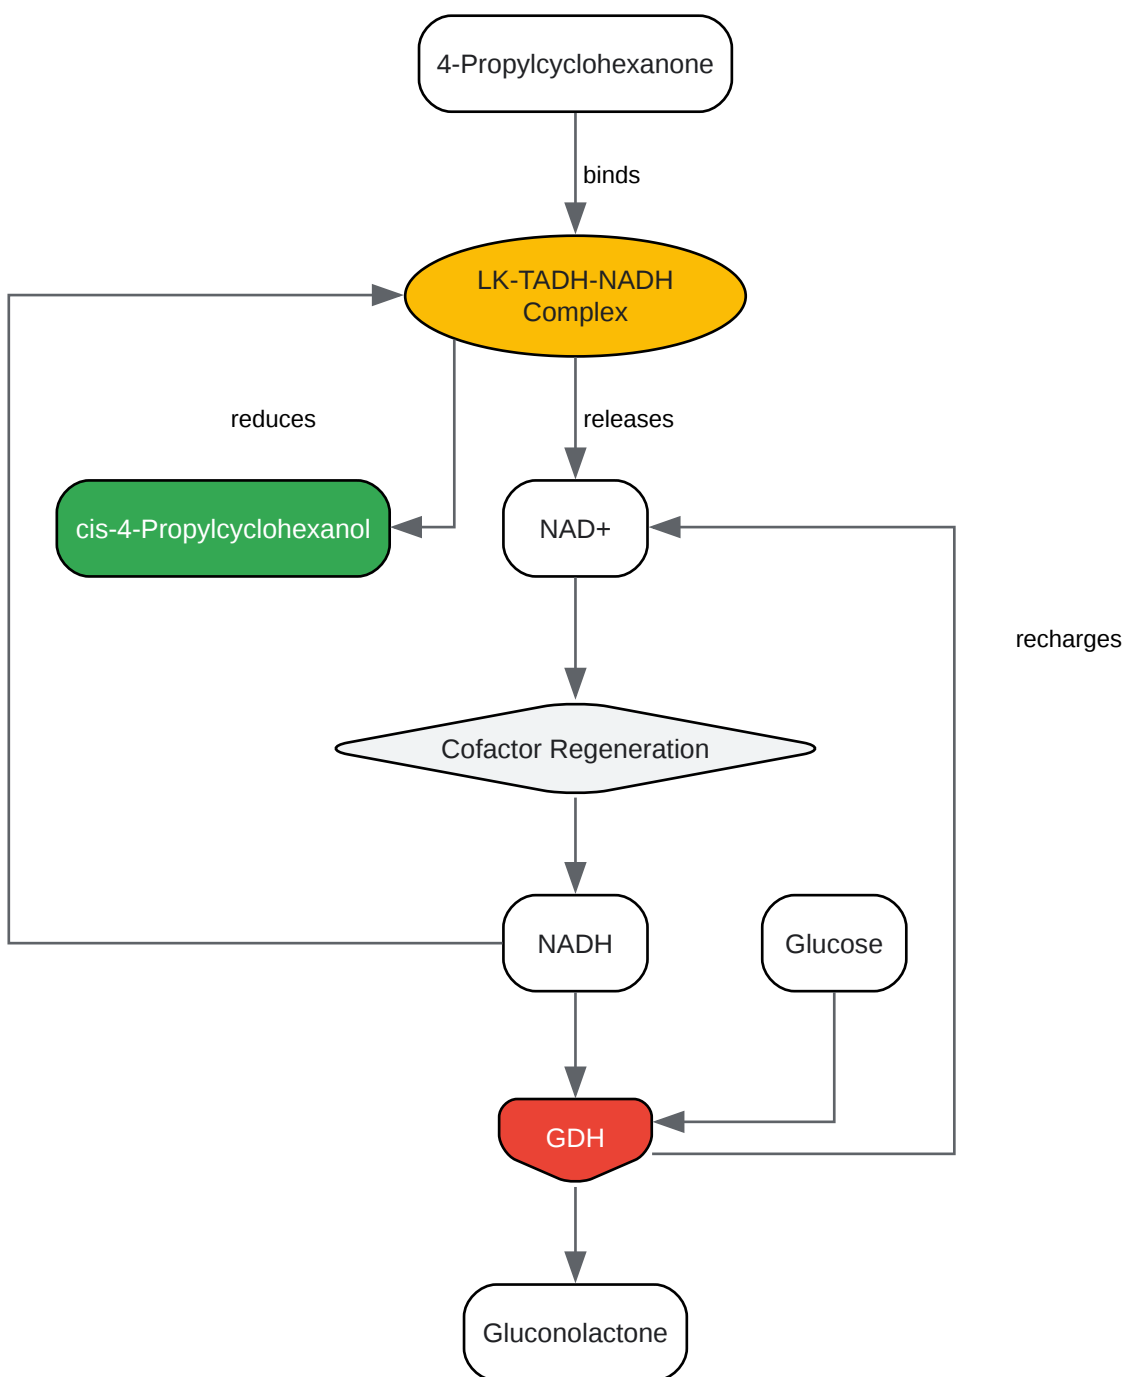 4-Propylcyclohexanone
binds
LK-TADH-NADH
Complex
reduces
releases
cis-4-Propylcyclohexanol
NAD+
recharges
Cofactor Regeneration
NADH
Glucose
GDH
Gluconolactone